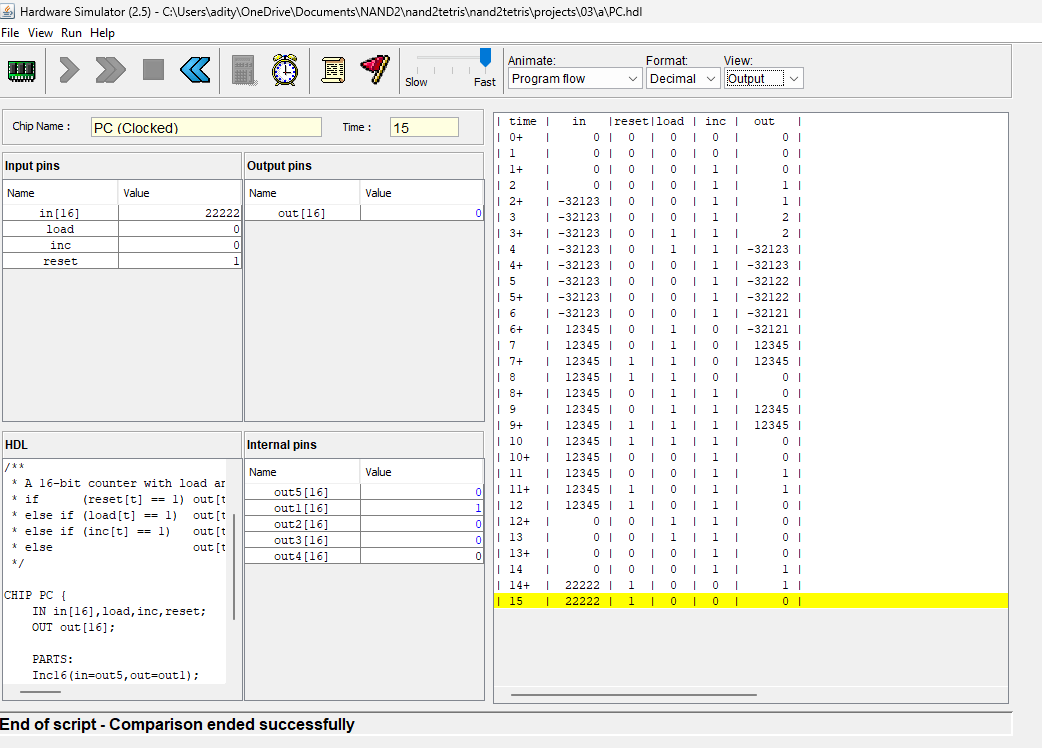 Hardware Simulator (2.5) - C:\Users\adity\OneDrive\Documents\NAND2\nand2tetris\nand2tetris\projects\03\a\PC.hdl
File View Run Help
Slow Fast
Animate: Format: View:
Program flow Decimal Output
Chip Name : PC (Clocked) Time : 15
Input pins
Name Value
in[16] 22222
load 0
inc 0
reset 1
Output pins
Name Value
out[16] 0
HDL
/**
* A 16-bit counter with load an
* if (reset[t] == 1) out[t
* else if (load[t] == 1) out[t
* else if (inc[t] == 1) out[t
* else out[t
*/
CHIP PC {
IN in[16],load,inc,reset;
OUT out[16];
PARTS:
Inc16(in=out5,out=out1);
Internal pins
Name Value
out5[16] 0
out1[16] 1
out2[16] 0
out3[16] 0
out4[16] 0
| time | in |reset|load | inc | out |
| 0+ | 0 | 0 | 0 | 0 | 0 |
| 1 | 0 | 0 | 0 | 0 | 0 |
| 1+ | 0 | 0 | 0 | 1 | 0 |
| 2 | 0 | 0 | 0 | 1 | 1 |
| 2+ | -32123 | 0 | 0 | 1 | 1 |
| 3 | -32123 | 0 | 0 | 1 | 2 |
| 3+ | -32123 | 0 | 1 | 1 | 2 |
| 4 | -32123 | 0 | 1 | 1 | -32123 |
| 4+ | -32123 | 0 | 0 | 1 | -32123 |
| 5 | -32123 | 0 | 0 | 1 | -32122 |
| 5+ | -32123 | 0 | 0 | 1 | -32122 |
| 6 | -32123 | 0 | 0 | 1 | -32121 |
| 6+ | 12345 | 0 | 1 | 0 | -32121 |
| 7 | 12345 | 0 | 1 | 0 | 12345 |
| 7+ | 12345 | 1 | 1 | 0 | 12345 |
| 8 | 12345 | 1 | 1 | 0 | 0 |
| 8+ | 12345 | 0 | 1 | 1 | 0 |
| 9 | 12345 | 0 | 1 | 1 | 12345 |
| 9+ | 12345 | 1 | 1 | 1 | 12345 |
| 10 | 12345 | 1 | 1 | 1 | 0 |
| 10+ | 12345 | 0 | 0 | 1 | 0 |
| 11 | 12345 | 0 | 0 | 1 | 1 |
| 11+ | 12345 | 1 | 0 | 1 | 1 |
| 12 | 12345 | 1 | 0 | 1 | 0 |
| 12+ | 0 | 0 | 1 | 1 | 0 |
| 13 | 0 | 0 | 1 | 1 | 0 |
| 13+ | 0 | 0 | 0 | 1 | 0 |
| 14 | 0 | 0 | 0 | 1 | 1 |
| 14+ | 22222 | 1 | 0 | 0 | 1 |
| 15 | 22222 | 1 | 0 | 0 | 0 |
End of script - Comparison ended successfully